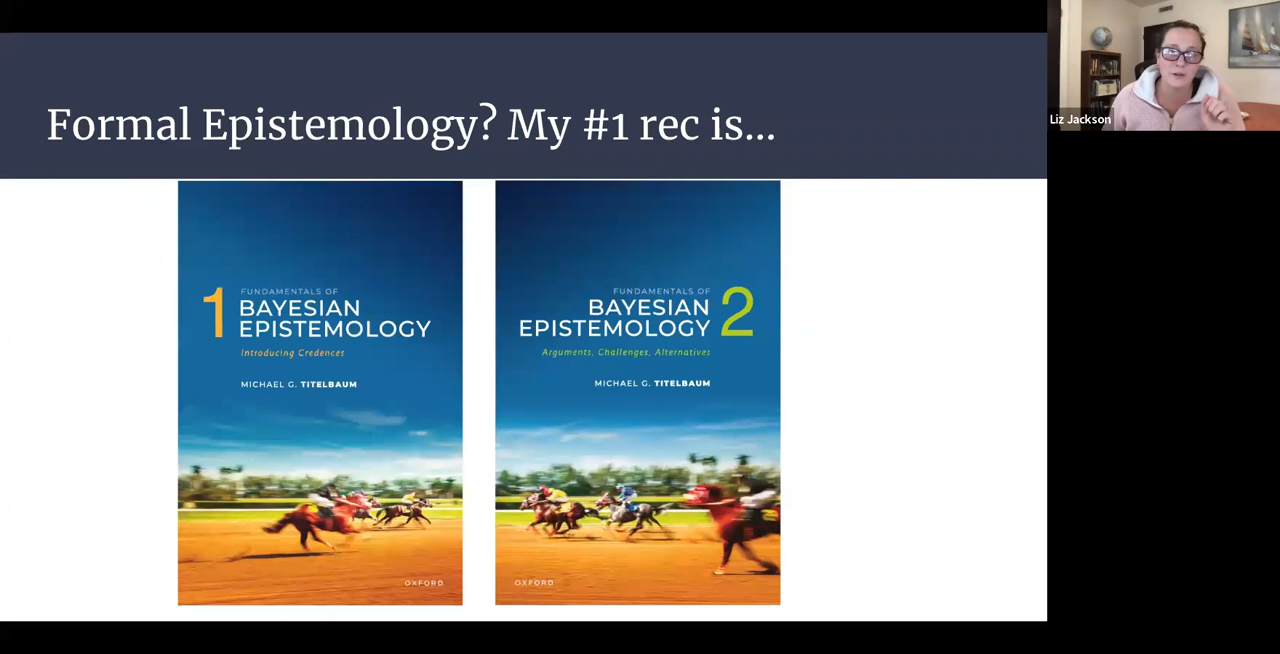 Formal Epistemology? My #1 rec is...
Liz Jackson
1
FUNDAMENTALS OF
BAYESIAN
EPISTEMOLOGY
Introducing Credences
MICHAEL G. TITELBAUM
OXFORD
FUNDAMENTALS OF
BAYESIAN
EPISTEMOLOGY
2
Arguments, Challenges, Alternatives
MICHAEL G. TITELBAUM
OXFORD